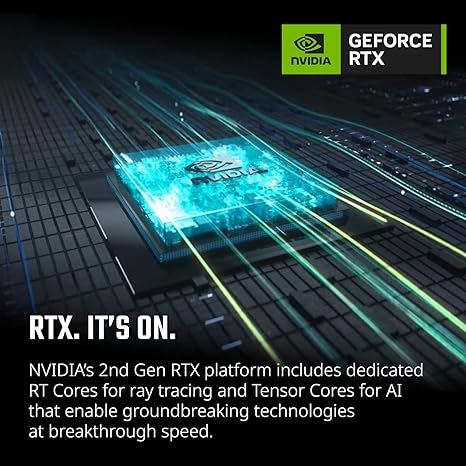 NVIDIA
GEFORCE
RTX
NVIDIA
RTX. IT'S ON.
NVIDIA's 2nd Gen RTX platform includes dedicated
RT Cores for ray tracing and Tensor Cores for AI
that enable groundbreaking technologies
at breakthrough speed.